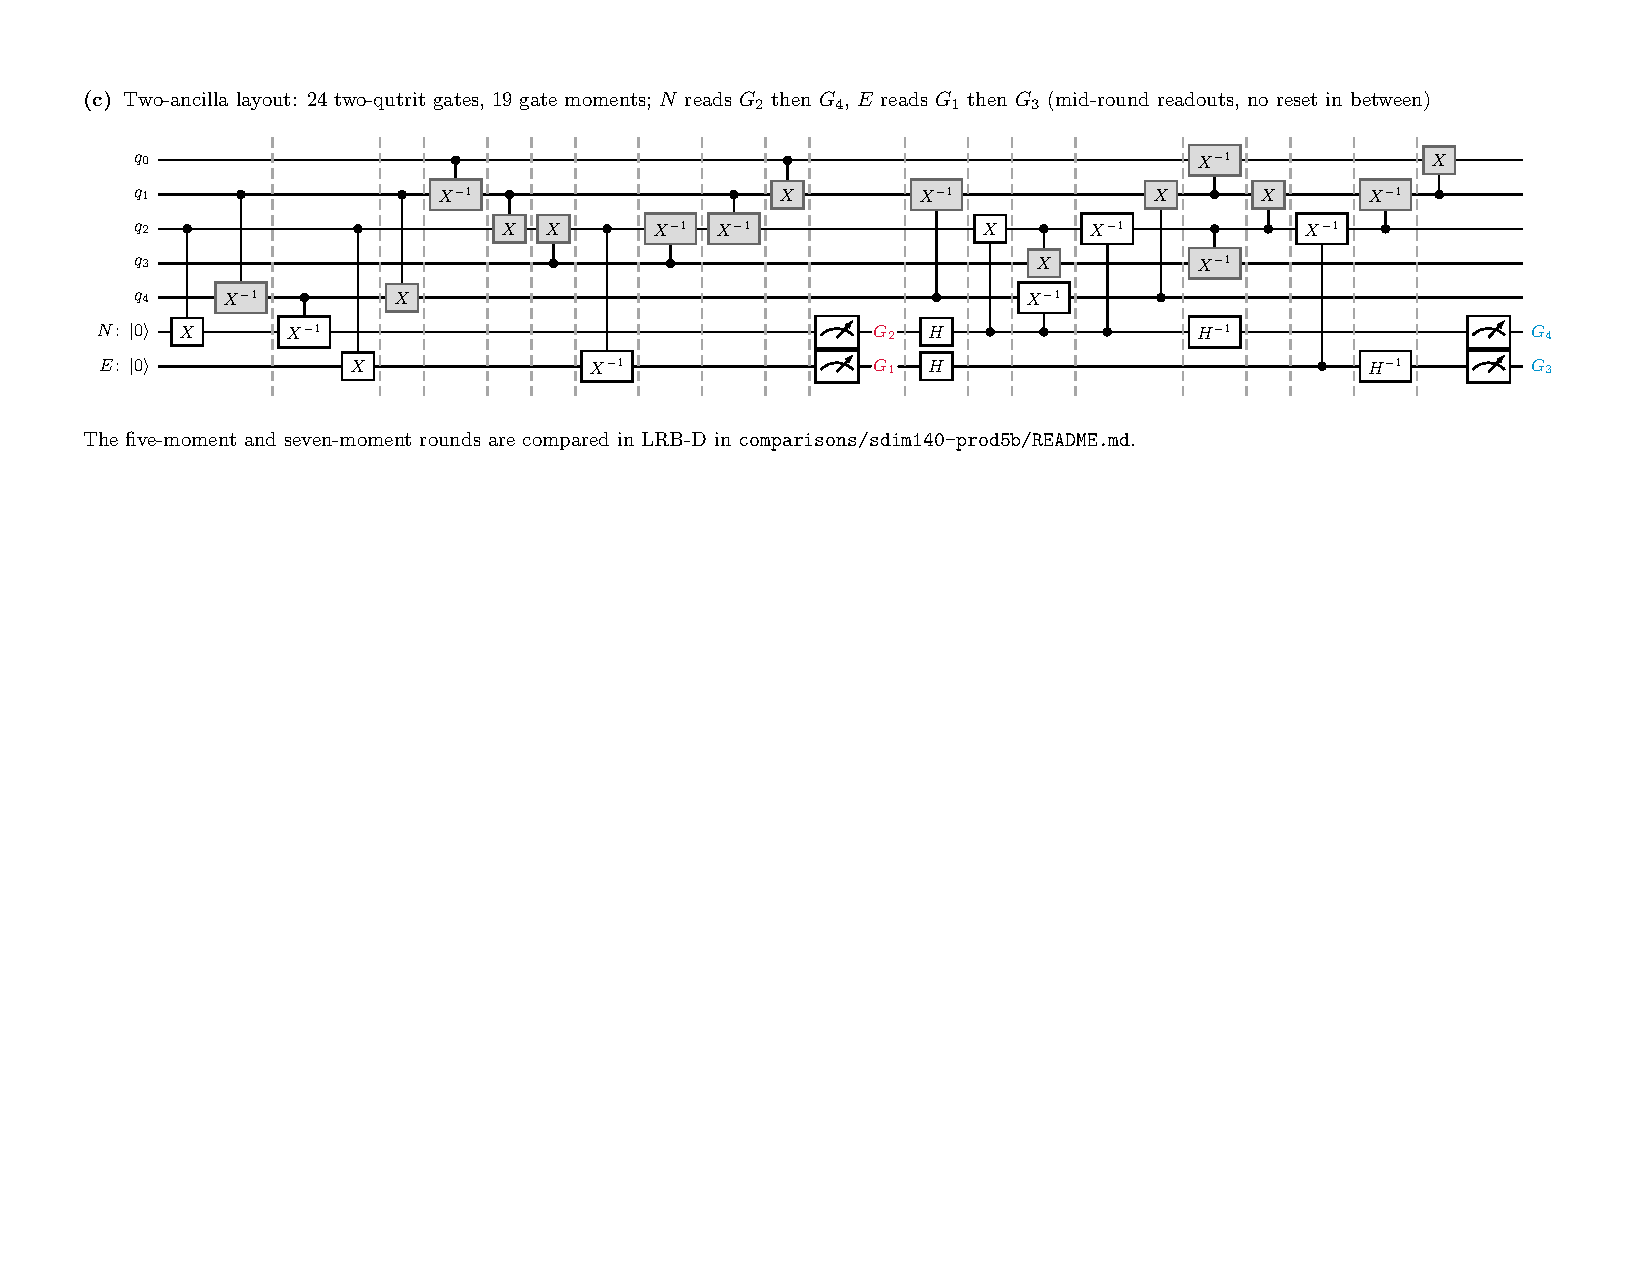 (c) Two-ancilla layout: 24 two-qutrit gates, 19 gate moments; N reads G₂ then G₄, E reads G₁ then G₃ (mid-round readouts, no reset in between)
q₀ X⁻¹ X
q₁ X⁻¹ X X⁻¹ X X X⁻¹
q₂ X X X⁻¹ X⁻¹ X X⁻¹ X⁻¹
q₃ X X⁻¹
q₄ X⁻¹ X X⁻¹
N: |0⟩ X X⁻¹ G₂ H H⁻¹ G₄
E: |0⟩ X X⁻¹ G₁ H H⁻¹ G₃
The five-moment and seven-moment rounds are compared in LRB-D in comparisons/sdim140-prod5b/README.md.